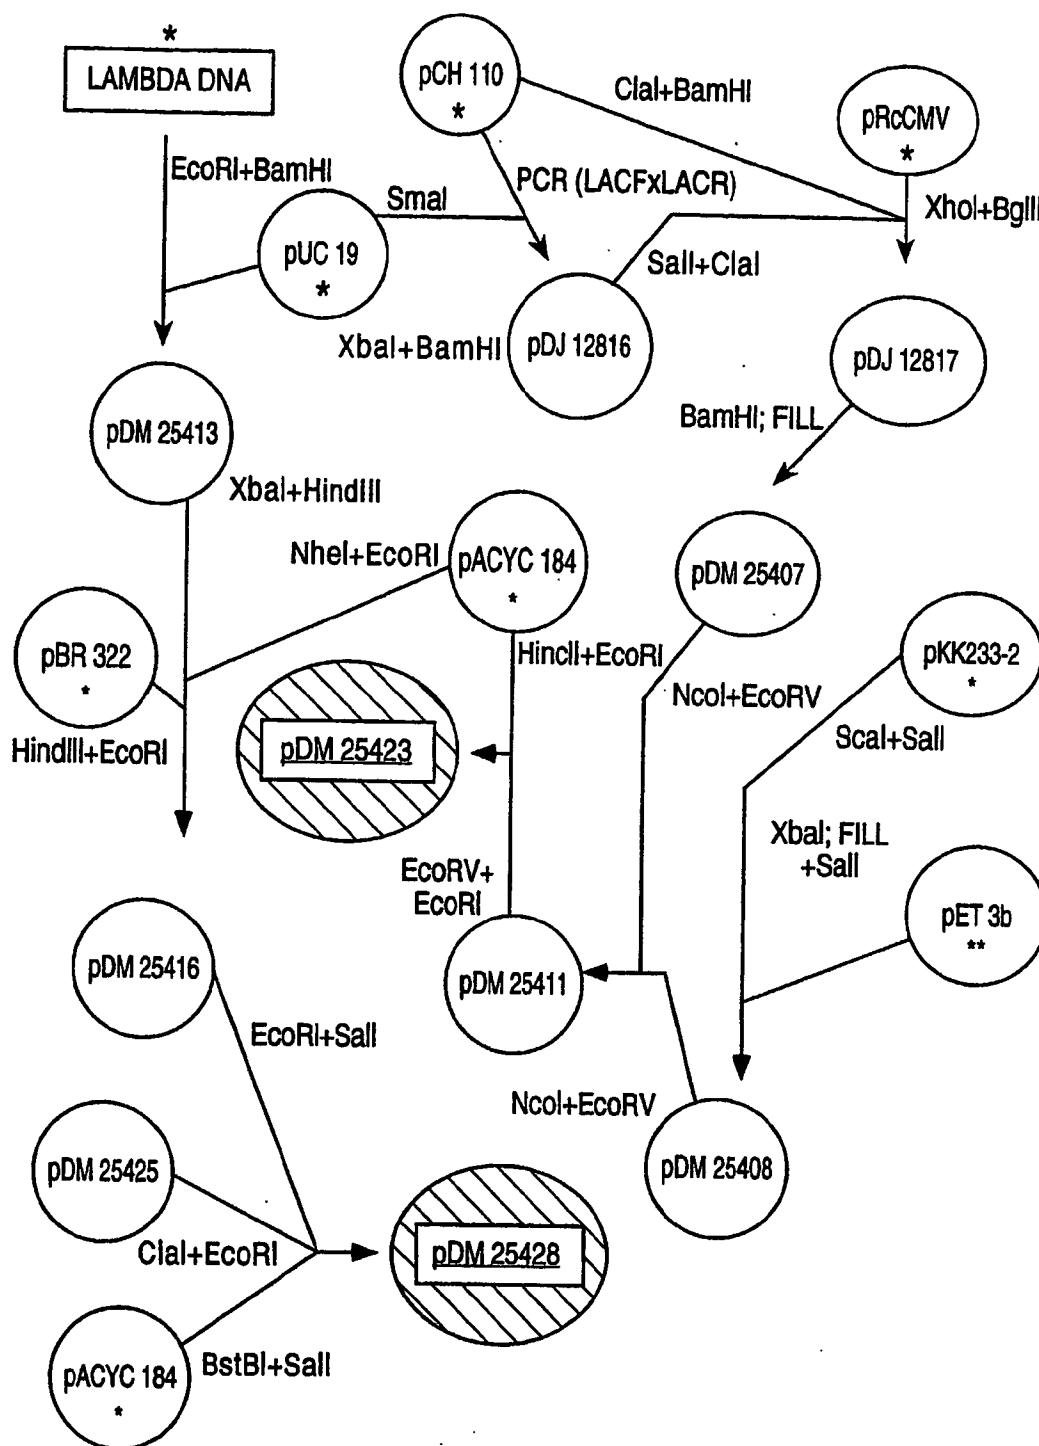 *
LAMBDA DNA
pCH 110
*
ClaI+BamHI
pRcCMV
*
EcoRI+BamHI
SmaI
PCR (LACFxLACR)
XhoI+BglII
pUC 19
*
SalI+ClaI
XbaI+BamHI
pDJ 12816
pDJ 12817
BamHI; FILL
pDM 25413
XbaI+HindIII
NheI+EcoRI
pACYC 184
*
pDM 25407
pBR 322
*
HincII+EcoRI
pKK233-2
*
NcoI+EcoRV
HindIII+EcoRI
pDM 25423
ScaI+SalI
XbaI; FILL
+SalI
EcoRV+
EcoRI
pET 3b
**
pDM 25416
pDM 25411
EcoRI+SalI
NcoI+EcoRV
pDM 25408
pDM 25425
ClaI+EcoRI
pDM 25428
pACYC 184
*
BstBI+SalI